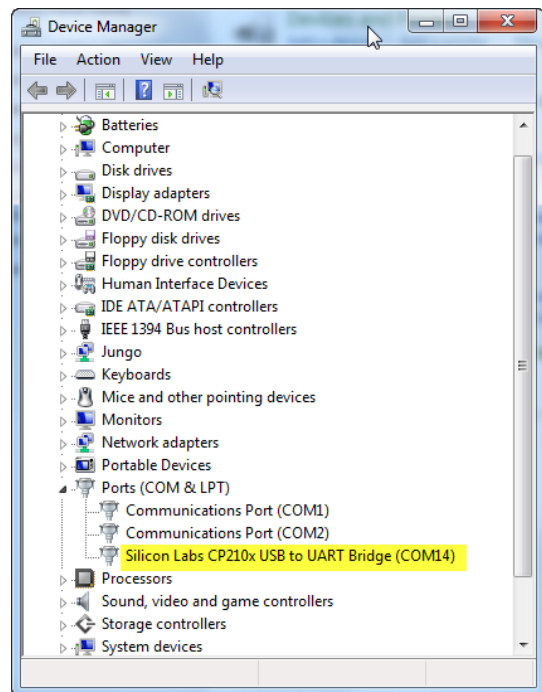 Device Manager
File Action View Help
Batteries
Computer
Disk drives
Display adapters
DVD/CD-ROM drives
Floppy disk drives
Floppy drive controllers
Human Interface Devices
IDE ATA/ATAPI controllers
IEEE 1394 Bus host controllers
Jungo
Keyboards
Mice and other pointing devices
Monitors
Network adapters
Portable Devices
Ports (COM & LPT)
Communications Port (COM1)
Communications Port (COM2)
Silicon Labs CP210x USB to UART Bridge (COM14)
Processors
Sound, video and game controllers
Storage controllers
System devices